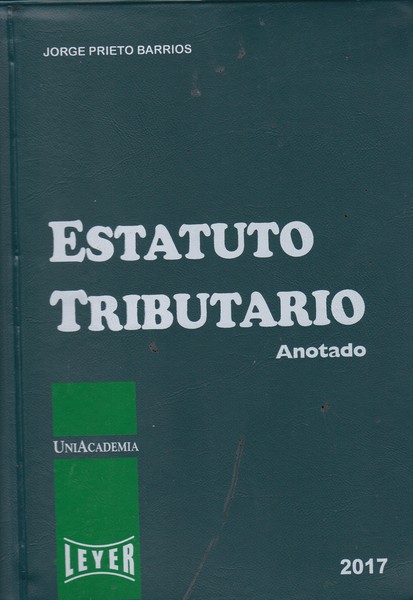 JORGE PRIETO BARRIOS
ESTATUTO
TRIBUTARIO
Anotado
UNIACADEMIA
LEYER
2017